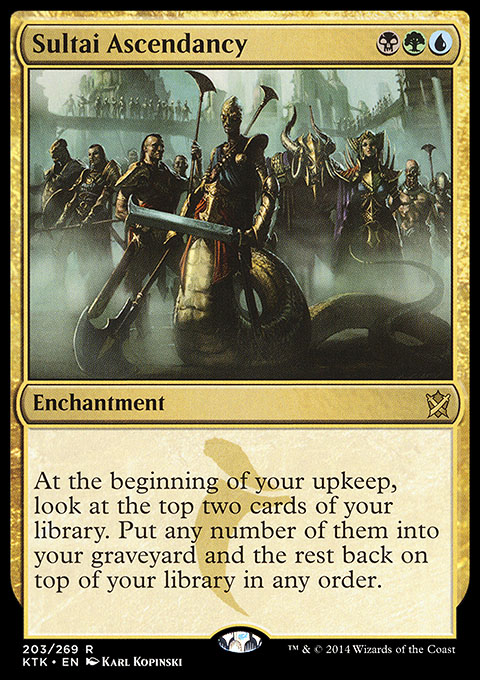 Sultai Ascendancy
Enchantment
At the beginning of your upkeep,
look at the top two cards of your
library. Put any number of them into
your graveyard and the rest back on
top of your library in any order.
203/269 R
KTK • EN Karl Kopinski
™ & © 2014 Wizards of the Coast